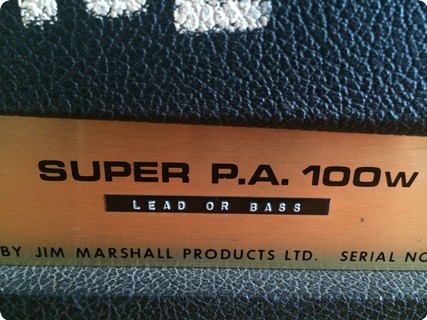 SUPER P.A. 100W
LEAD OR BASS
BY JIM MARSHALL PRODUCTS LTD. SERIAL NO